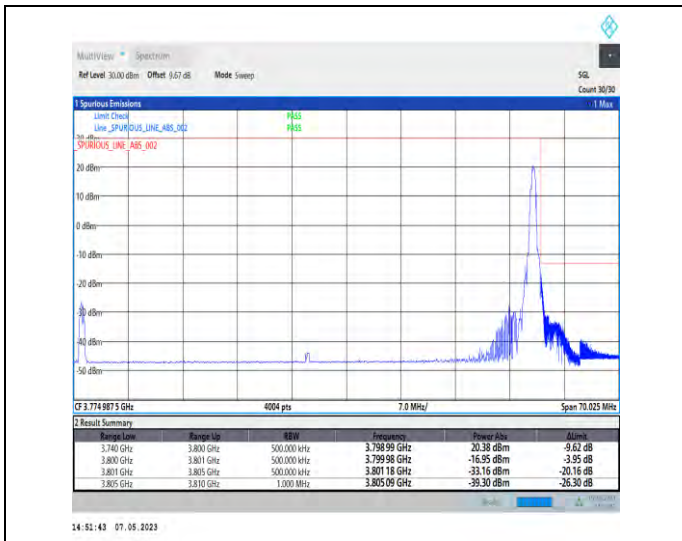 MultiView Spectrum
Ref Level 30.00 dBm Offset 9.67 dB Mode Sweep SGL
Count 30/30
1 Spurious Emissions 1 Max
Limit Check PASS
Line _SPURIOUS_LINE_ABS_002 PASS
_SPURIOUS_LINE_ABS_002
20 dBm
10 dBm
0 dBm
-10 dBm
-20 dBm
-30 dBm
-40 dBm
-50 dBm
CF 3.774 987 5 GHz 4004 pts 7.0 MHz/ Span 70.025 MHz
2 Result Summary
Range Low Range Up RBW Frequency Power Abs ΔLimit
3.740 GHz 3.800 GHz 500.000 kHz 3.798 99 GHz 20.38 dBm -9.62 dB
3.800 GHz 3.801 GHz 500.000 kHz 3.799 98 GHz -16.95 dBm -3.95 dB
3.801 GHz 3.805 GHz 500.000 kHz 3.801 18 GHz -33.16 dBm -20.16 dB
3.805 GHz 3.810 GHz 1.000 MHz 3.805 09 GHz -39.30 dBm -26.30 dB
14:51:43 07.05.2023